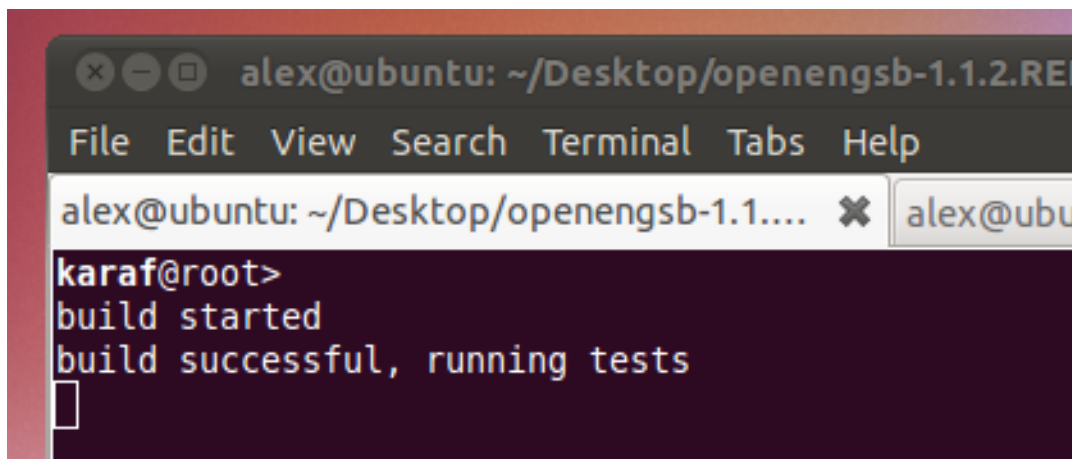 alex@ubuntu: ~/Desktop/openengsb-1.1.2.RE
File Edit View Search Terminal Tabs Help
alex@ubuntu: ~/Desktop/openengsb-1.1.... alex@ubu
karaf@root>
build started
build successful, running tests